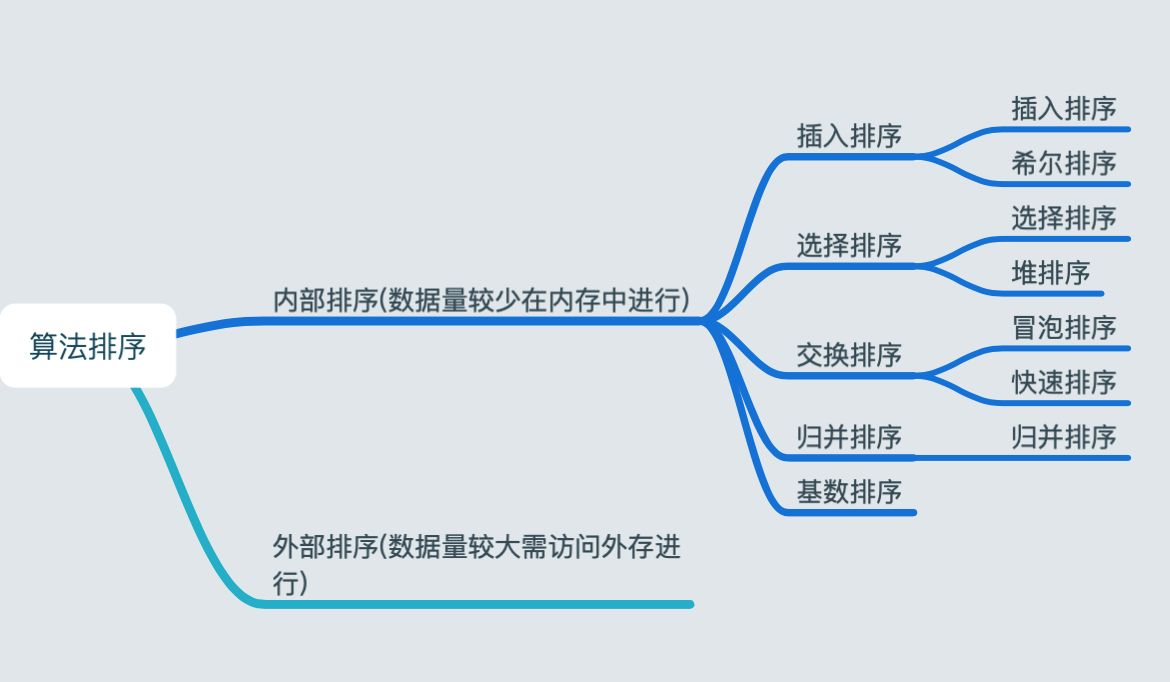 算法排序
内部排序(数据量较少在内存中进行)
插入排序
插入排序
希尔排序
选择排序
选择排序
堆排序
交换排序
冒泡排序
快速排序
归并排序
归并排序
基数排序
外部排序(数据量较大需访问外存进
行)